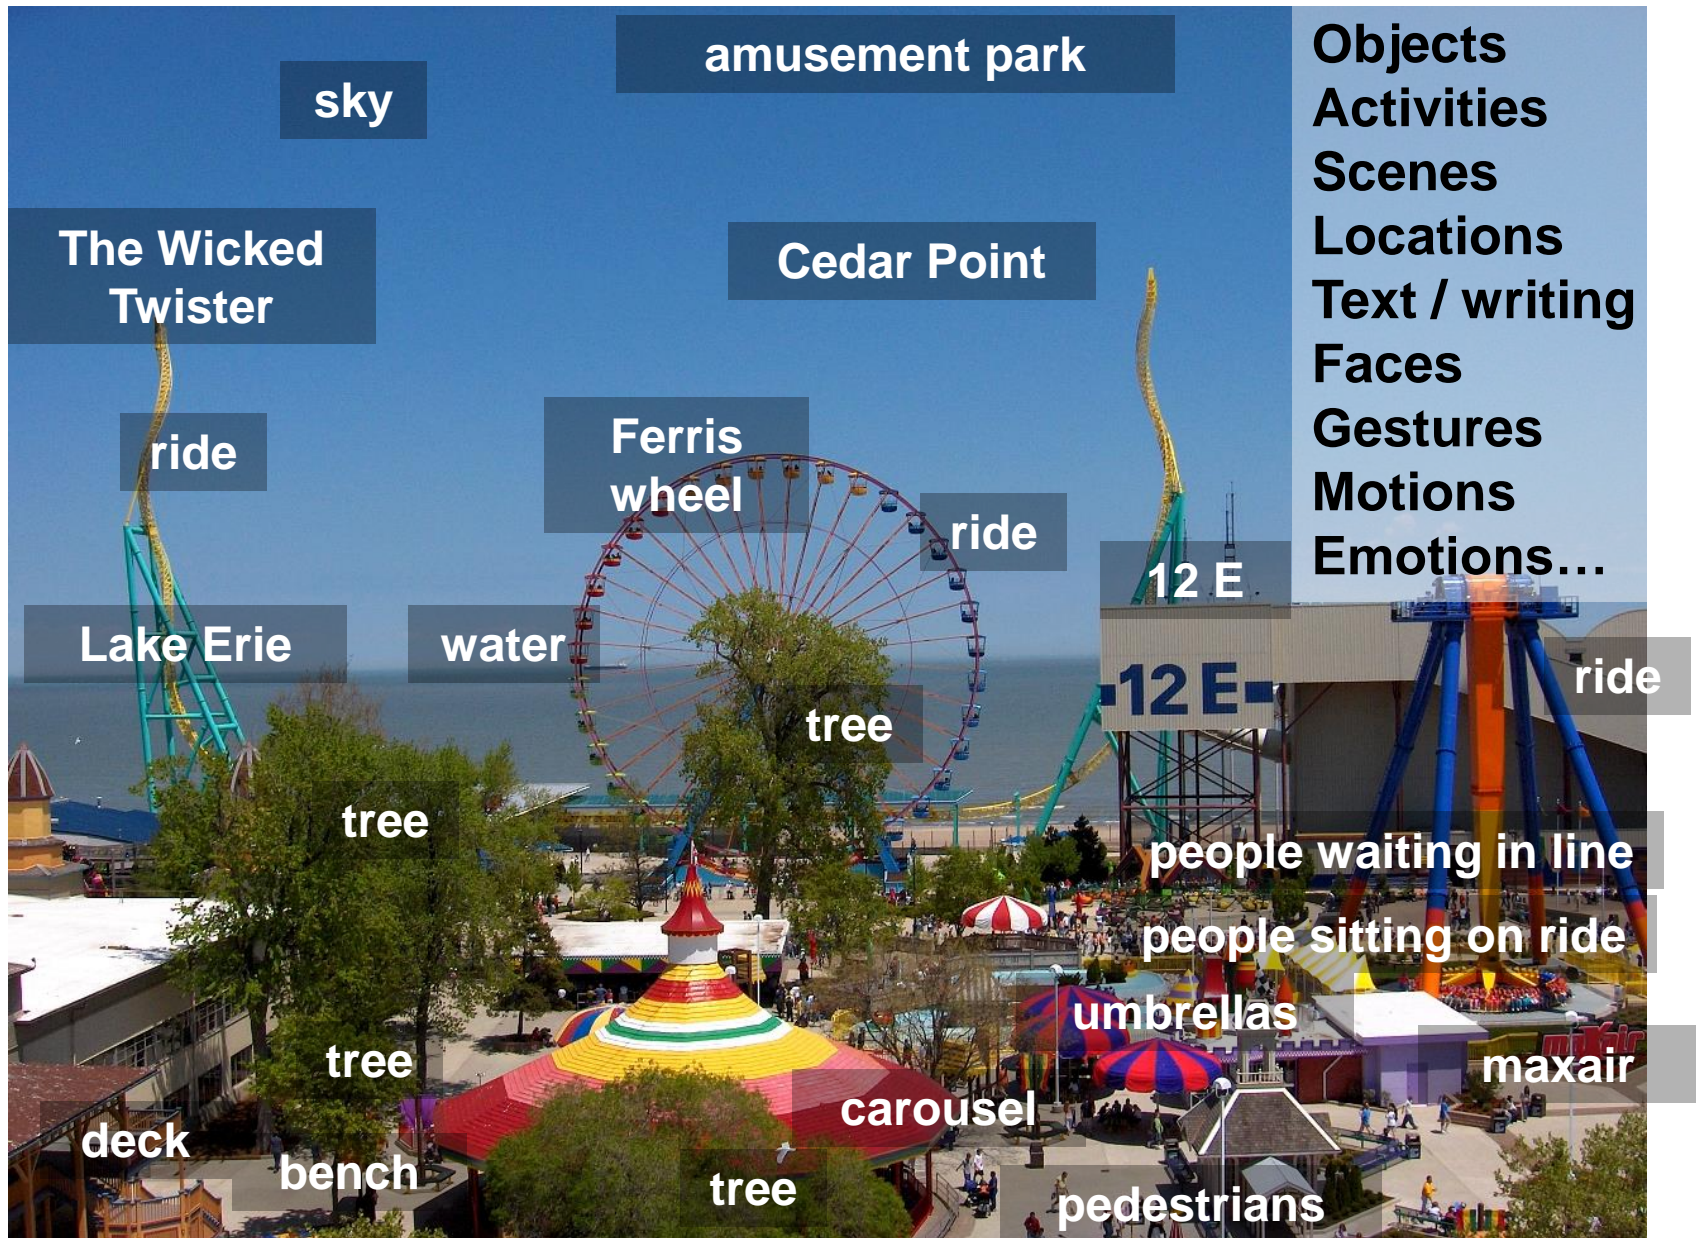 amusement park
sky
Objects
Activities
Scenes
Locations
Text / writing
Faces
Gestures
Motions
Emotions…
The Wicked
Twister
Cedar Point
ride
Ferris
wheel
ride
12 E
Lake Erie
water
ride
12 E
tree
tree
people waiting in line
people sitting on ride
umbrellas
maxair
tree
maxair
carousel
deck
bench
tree
pedestrians